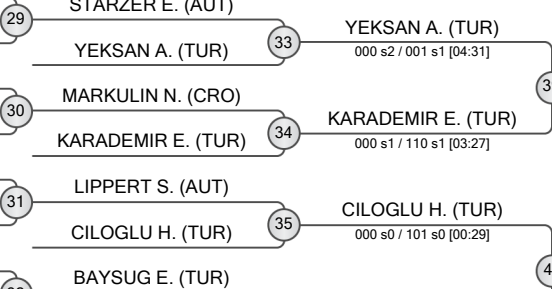 STARZER E. (AUT)
29
YEKSAN A. (TUR)
33
YEKSAN A. (TUR)
000 s2 / 001 s1 [04:31]
MARKULIN N. (CRO)
30
KARADEMIR E. (TUR)
34
KARADEMIR E. (TUR)
000 s1 / 110 s1 [03:27]
LIPPERT S. (AUT)
31
CILOGLU H. (TUR)
35
CILOGLU H. (TUR)
000 s0 / 101 s0 [00:29]
BAYSUG E. (TUR)